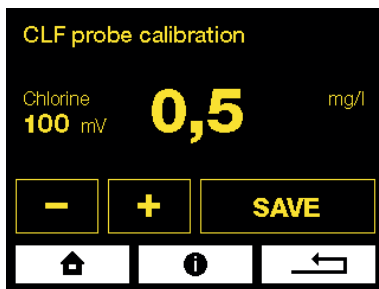 CLF probe calibration
Chlorine
100 mV 0,5 mg/l
− + SAVE